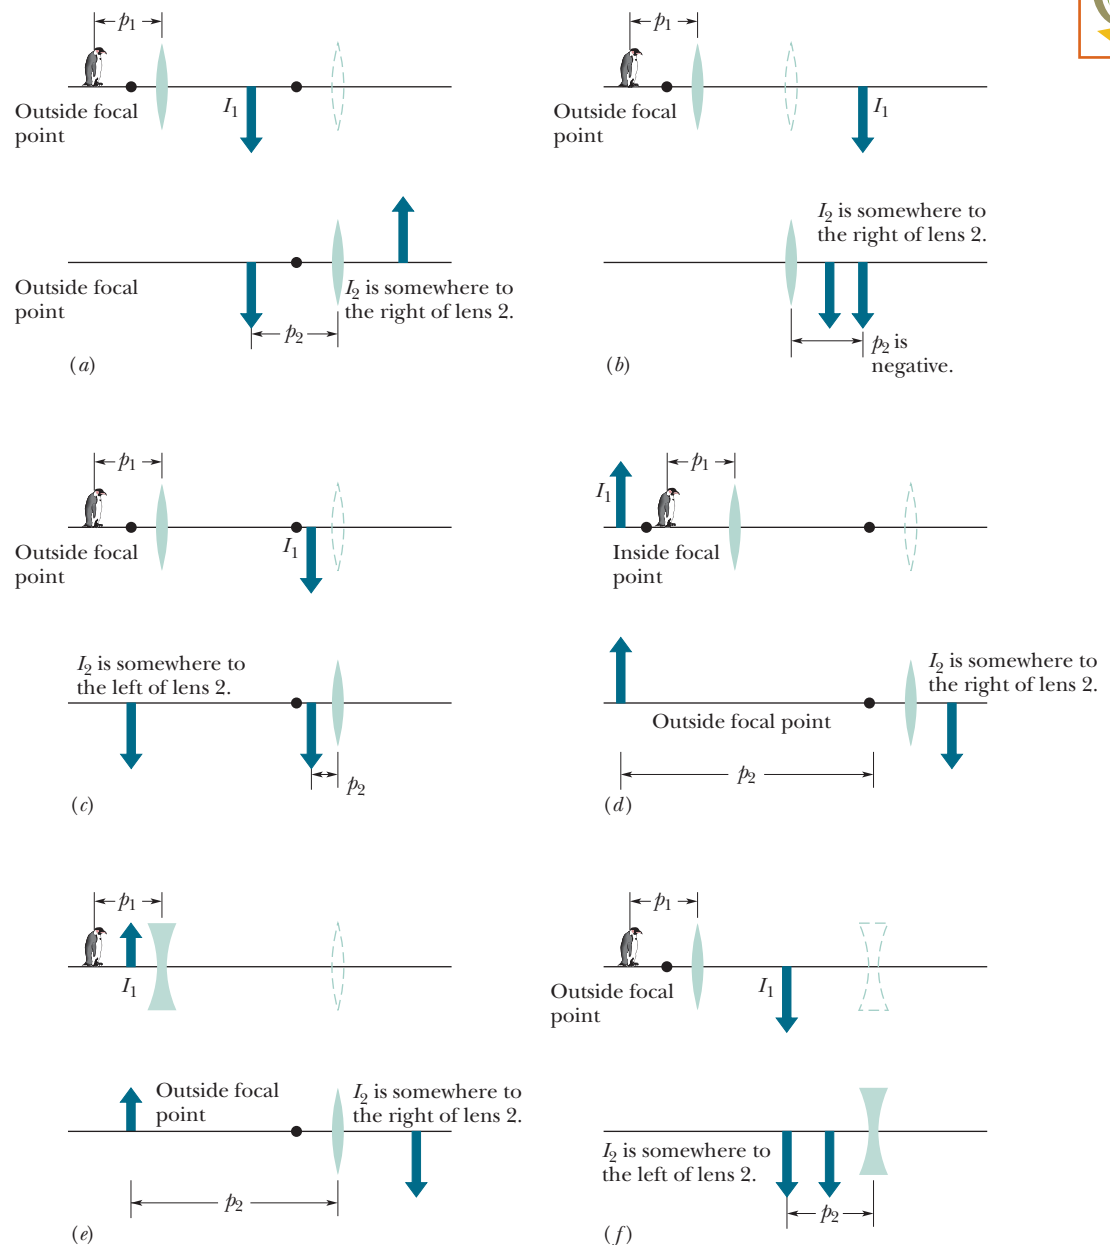 p1
Outside focal
point
I1
Outside focal
point
I2 is somewhere to
the right of lens 2.
p2
(a)
p1
Outside focal
point
I1
I2 is somewhere to
the right of lens 2.
p2 is
negative.
(b)
p1
Outside focal
point
I1
I2 is somewhere to
the left of lens 2.
p2
(c)
p1
I1
Inside focal
point
I2 is somewhere to
the right of lens 2.
Outside focal point
p2
(d)
p1
I1
Outside focal
point
I2 is somewhere to
the right of lens 2.
p2
(e)
p1
Outside focal
point
I1
I2 is somewhere to
the left of lens 2.
p2
(f)